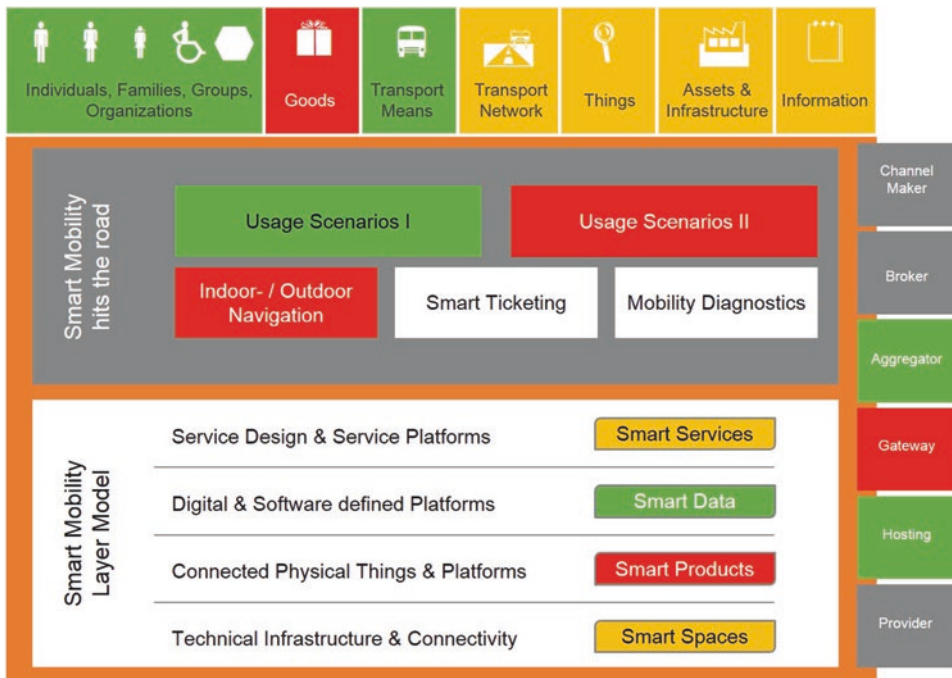 Individuals, Families, Groups,
Organizations
Goods
Transport
Means
Transport
Network
Things
Assets &
Infrastructure
Information
Smart Mobility
hits the road
Usage Scenarios I
Usage Scenarios II
Indoor- / Outdoor
Navigation
Smart Ticketing
Mobility Diagnostics
Smart Mobility
Layer Model
Service Design & Service Platforms
Smart Services
Digital & Software defined Platforms
Smart Data
Connected Physical Things & Platforms
Smart Products
Technical Infrastructure & Connectivity
Smart Spaces
Channel
Maker
Broker
Aggregator
Gateway
Hosting
Provider